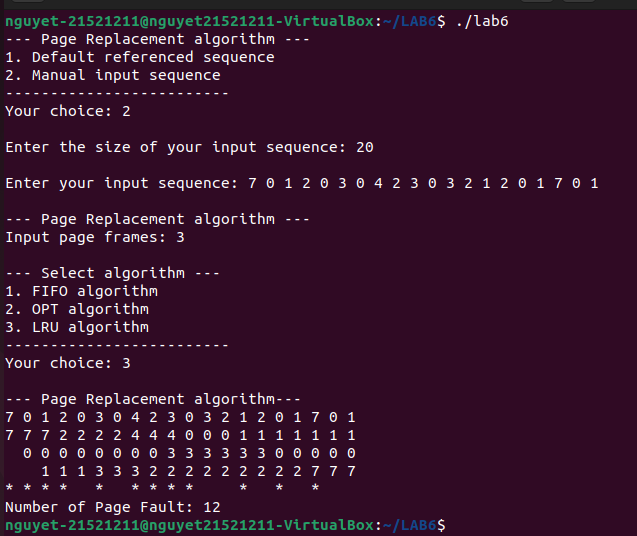 nguyet-21521211@nguyet21521211-VirtualBox:~/LAB6$ ./lab6
--- Page Replacement algorithm ---
1. Default referenced sequence
2. Manual input sequence
-------------------------
Your choice: 2
Enter the size of your input sequence: 20
Enter your input sequence: 7 0 1 2 0 3 0 4 2 3 0 3 2 1 2 0 1 7 0 1
--- Page Replacement algorithm ---
Input page frames: 3
--- Select algorithm ---
1. FIFO algorithm
2. OPT algorithm
3. LRU algorithm
-------------------------
Your choice: 3
--- Page Replacement algorithm---
7 0 1 2 0 3 0 4 2 3 0 3 2 1 2 0 1 7 0 1
7 7 7 2 2 2 2 4 4 4 0 0 0 1 1 1 1 1 1 1
  0 0 0 0 0 0 0 0 3 3 3 3 3 3 0 0 0 0 0
    1 1 1 3 3 3 2 2 2 2 2 2 2 2 2 7 7 7
* * * *   *   * * * *     *   *   *
Number of Page Fault: 12
nguyet-21521211@nguyet21521211-VirtualBox:~/LAB6$